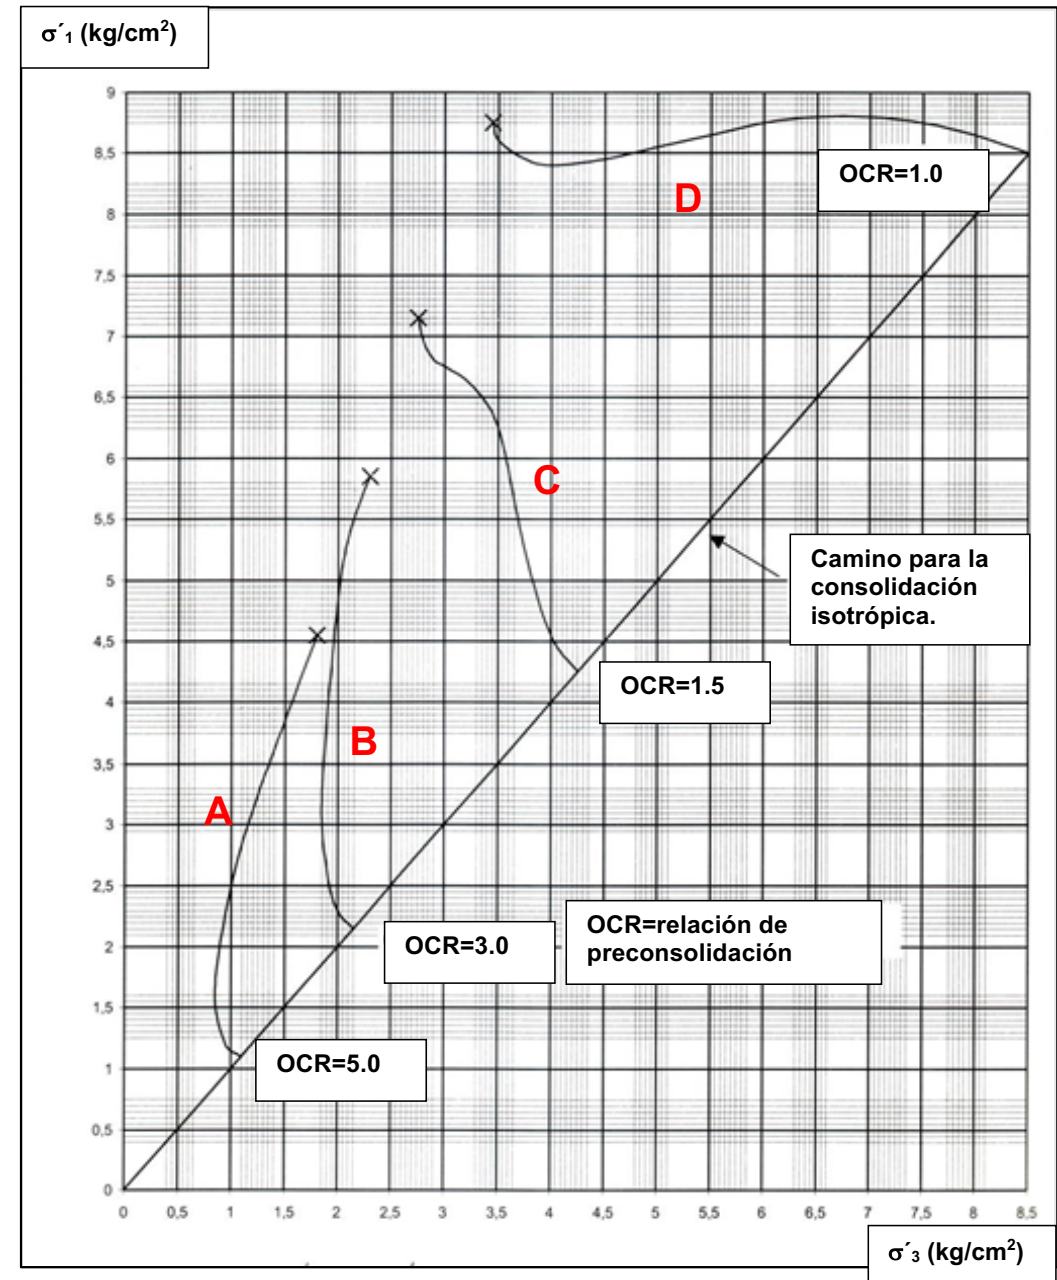 σ´1 (kg/cm2)
9
8,5
OCR=1.0
D
8
7,5
7
6,5
6
C
5,5
Camino para la
consolidación
isotrópica.
5
4,5
OCR=1.5
4
B
3,5
A
3
2,5
OCR=relación de
preconsolidación
OCR=3.0
2
1,5
OCR=5.0
1
0,5
0
0 0,5 1 1,5 2 2,5 3 3,5 4 4,5 5 5,5 6 6,5 7 7,5 8 8,5
σ´3 (kg/cm2)